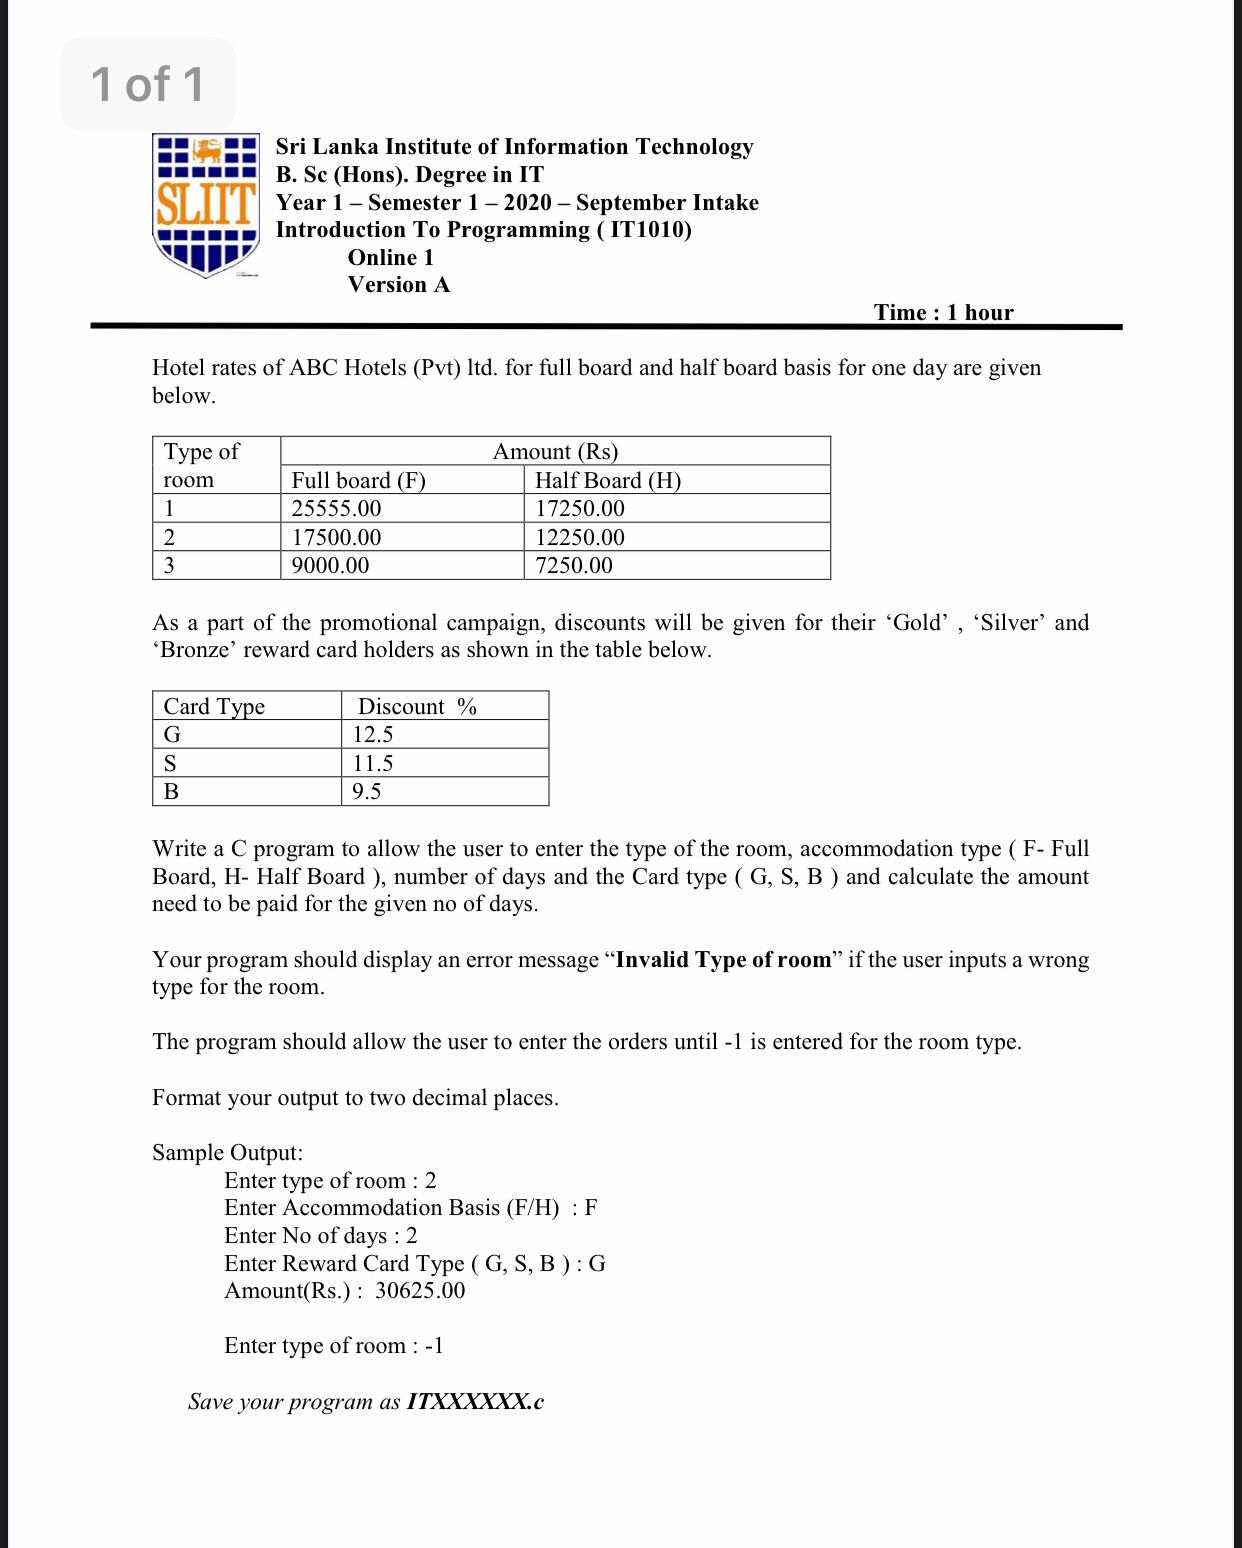 1 of 1
SLIIT
Sri Lanka Institute of Information Technology
B. Sc (Hons). Degree in IT
Year 1 – Semester 1 – 2020 – September Intake
Introduction To Programming ( IT1010)
Online 1
Version A
Time : 1 hour
Hotel rates of ABC Hotels (Pvt) ltd. for full board and half board basis for one day are given
below.
Type of room Amount (Rs)
Full board (F) Half Board (H)
1 25555.00 17250.00
2 17500.00 12250.00
3 9000.00 7250.00
As a part of the promotional campaign, discounts will be given for their ‘Gold’ , ‘Silver’ and
‘Bronze’ reward card holders as shown in the table below.
Card Type Discount %
G 12.5
S 11.5
B 9.5
Write a C program to allow the user to enter the type of the room, accommodation type ( F- Full
Board, H- Half Board ), number of days and the Card type ( G, S, B ) and calculate the amount
need to be paid for the given no of days.
Your program should display an error message “Invalid Type of room” if the user inputs a wrong
type for the room.
The program should allow the user to enter the orders until -1 is entered for the room type.
Format your output to two decimal places.
Sample Output:
Enter type of room : 2
Enter Accommodation Basis (F/H) : F
Enter No of days : 2
Enter Reward Card Type ( G, S, B ) : G
Amount(Rs.) : 30625.00
Enter type of room : -1
Save your program as ITXXXXXX.c